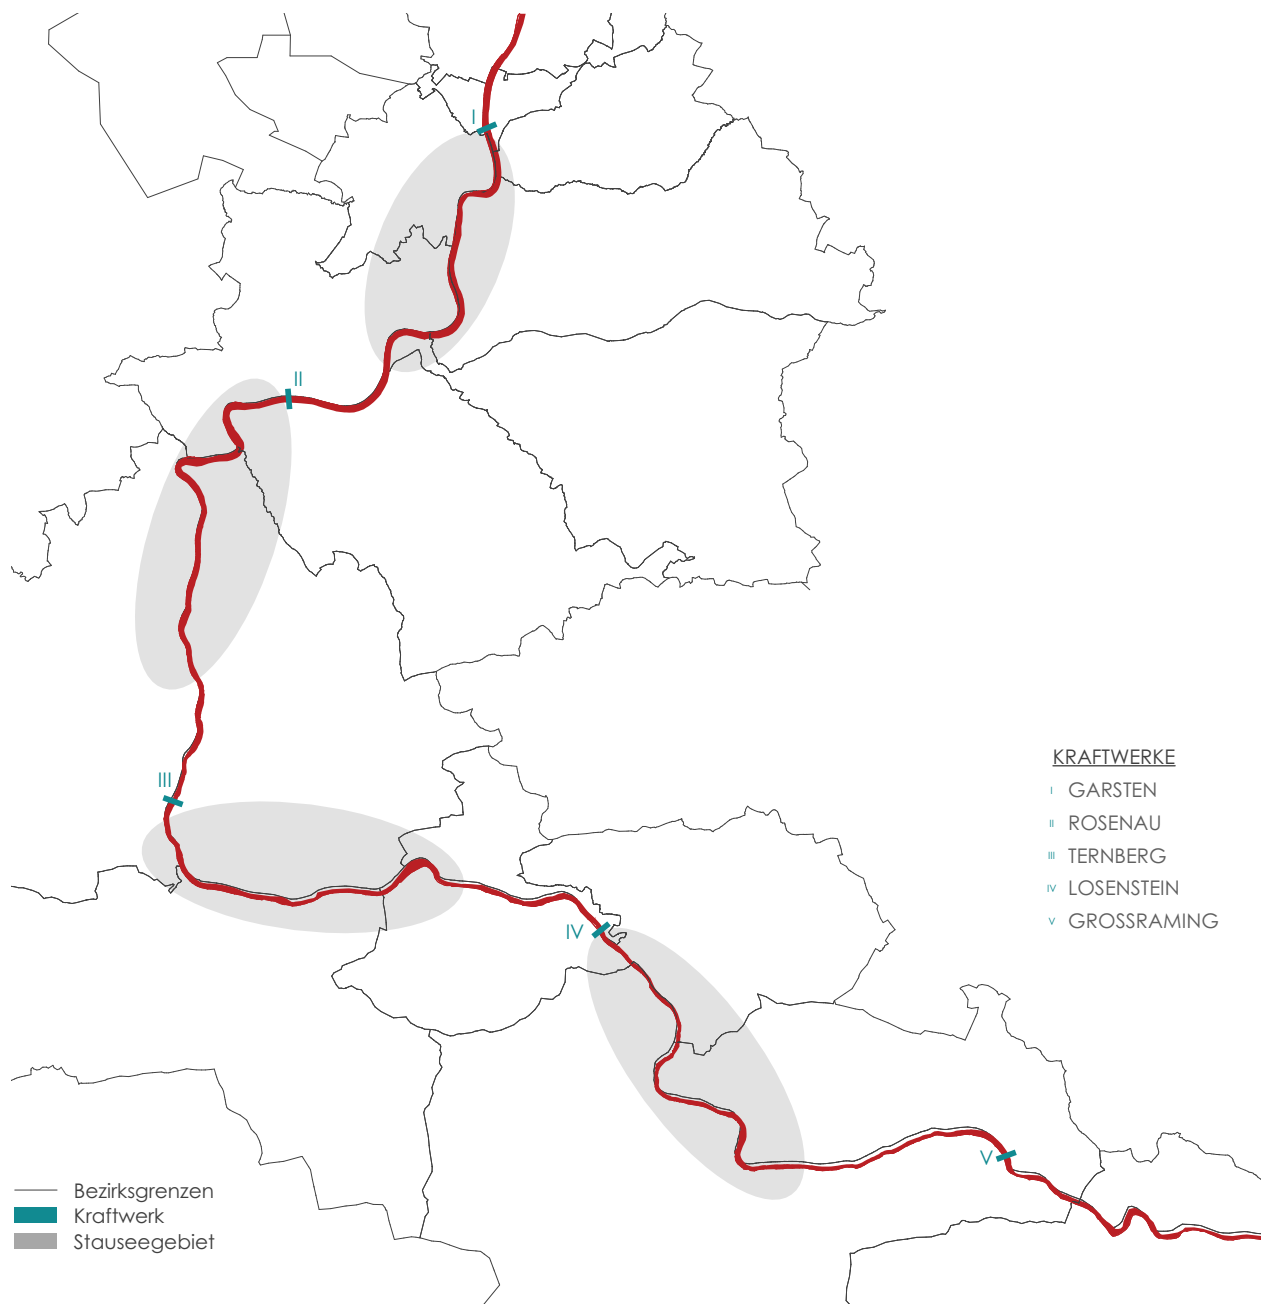 I
II
III
IV
V
KRAFTWERKE
I GARSTEN
II ROSENAU
III TERNBERG
IV LOSENSTEIN
V GROSSRAMING
Bezirksgrenzen
Kraftwerk
Stauseegebiet